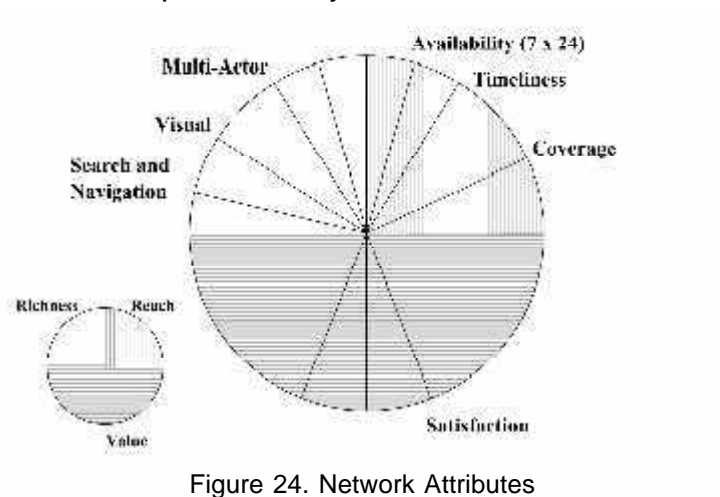 Availability (7 x 24)
Multi-Actor
Timeliness
Visual
Coverage
Search and
Navigation
Richness
Reach
Value
Satisfaction
Figure 24. Network Attributes